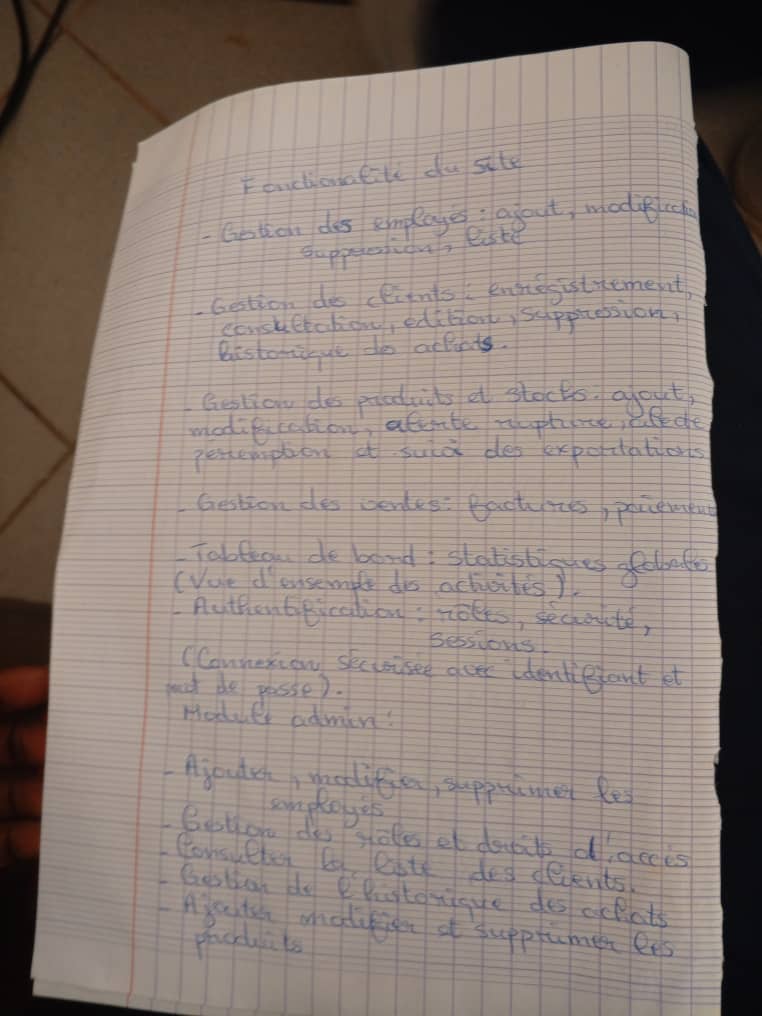 Fonctionalité du site
- Gestion des employés : ajout, modification
suppression, liste
- Gestion des clients : enrégistrement,
consultation, edition, suppression,
historique des achats.
- Gestion des produits et stocks. ajout,
modification, alerte rupture,
peremption et suivi des exportations
- Gestion des ventes : factures, paiement
- Tableau de bord : statistiques globales
(Vue d'ensemple des activités).
- Authentification : rôles, sécurité,
sessions.
(Connexion sécurisée avec identifiant et
mot de passe).
Module admin :
- Ajouter, modifier, supprimer les
employés
- Gestion des rôles et droits d'accès
- Consulter la liste des clients.
- Gestion de l'historique des achats
- Ajouter modifier et supprimer les
produits